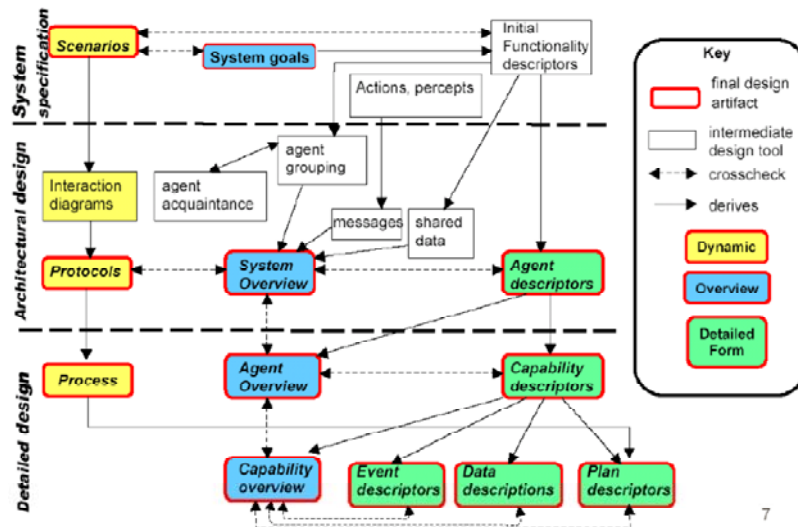 System
specification
Scenarios
System goals
Initial
Functionality
descriptors
Actions, percepts
Architectural design
agent
grouping
Interaction
diagrams
agent
acquaintance
messages
shared
data
Protocols
System
Overview
Agent
descriptors
Detailed design
Process
Agent
Overview
Capability
descriptors
Capability
overview
Event
descriptors
Data
descriptions
Plan
descriptors
Key
final design
artifact
intermediate
design tool
crosscheck
derives
Dynamic
Overview
Detailed
Form
7